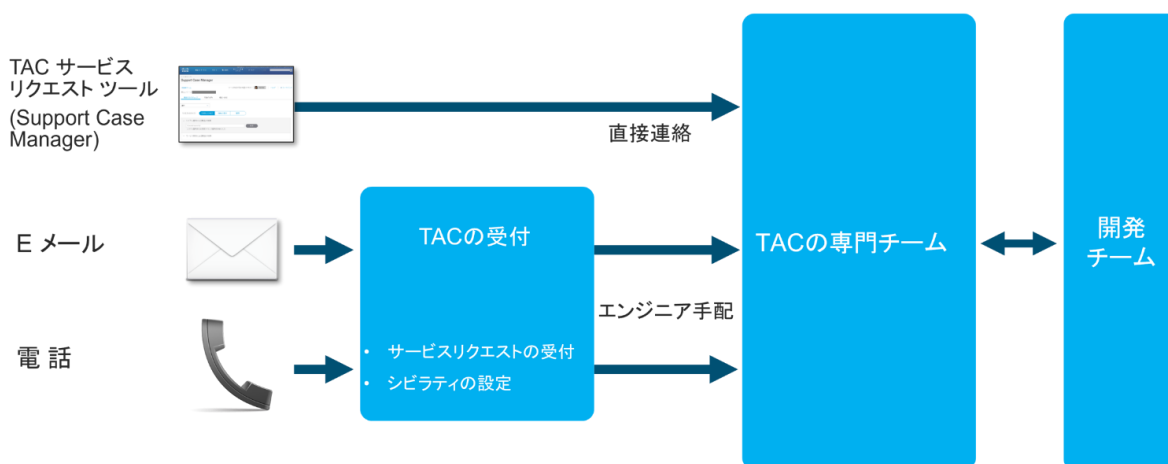 TAC サービス
リクエスト ツール
(Support Case
Manager)
Support Case Manager
直接連絡
E メール
TACの受付
エンジニア手配
電 話
• サービスリクエストの受付
• シビラティの設定
TACの専門チーム
開発
チーム